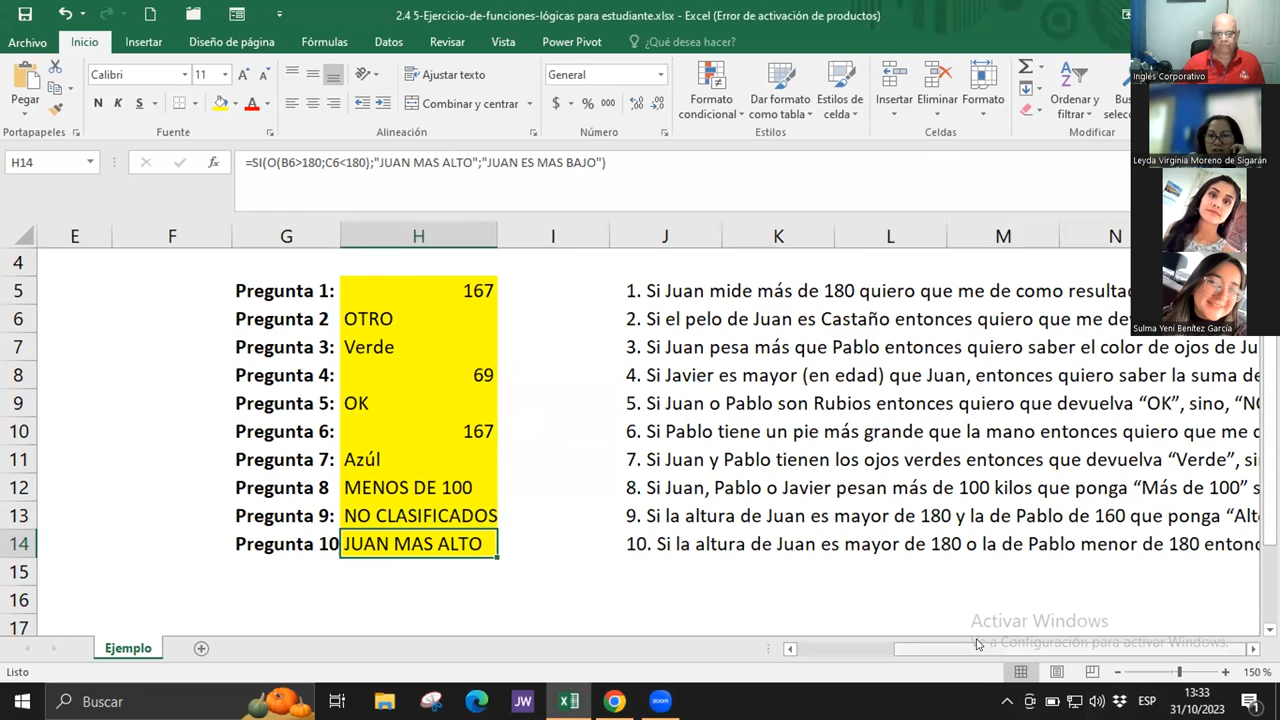 2.4 5-Ejercicio-de-funciones-lógicas para estudiante.xlsx - Excel (Error de activación de productos)
Archivo Inicio Insertar Diseño de página Fórmulas Datos Revisar Vista Power Pivot ¿Qué desea hacer?
Pegar
Calibri 11
N K S
Ajustar texto
Combinar y centrar
General
$ % 000
Formato condicional
Dar formato como tabla
Estilos de celda
Insertar Eliminar Formato
Ordenar y filtrar
Portapapeles Fuente Alineación Número Estilos Celdas Modificar
Inglés Corporativo
Leyda Virginia Moreno de Sigarán
Sulma Yeni Benítez García
H14 fx =SI(O(B6>180;C6<180);"JUAN MAS ALTO";"JUAN ES MAS BAJO")
E F G H I J K L M N
4
5 Pregunta 1: 167 1. Si Juan mide más de 180 quiero que me de como resulta
6 Pregunta 2 OTRO 2. Si el pelo de Juan es Castaño entonces quiero que me de
7 Pregunta 3: Verde 3. Si Juan pesa más que Pablo entonces quiero saber el color de ojos de Ju
8 Pregunta 4: 69 4. Si Javier es mayor (en edad) que Juan, entonces quiero saber la suma de
9 Pregunta 5: OK 5. Si Juan o Pablo son Rubios entonces quiero que devuelva “OK”, sino, “NO
10 Pregunta 6: 167 6. Si Pablo tiene un pie más grande que la mano entonces quiero que me d
11 Pregunta 7: Azúl 7. Si Juan y Pablo tienen los ojos verdes entonces que devuelva “Verde”, si
12 Pregunta 8 MENOS DE 100 8. Si Juan, Pablo o Javier pesan más de 100 kilos que ponga “Más de 100” s
13 Pregunta 9: NO CLASIFICADOS 9. Si la altura de Juan es mayor de 180 y la de Pablo de 160 que ponga “Alt
14 Pregunta 10 JUAN MAS ALTO 10. Si la altura de Juan es mayor de 180 o la de Pablo menor de 180 enton
15
16
17
Activar Windows
a Configuración para activar Windows.
Ejemplo
Listo
150 %
Buscar
JW
zoom
ESP
13:33
31/10/2023